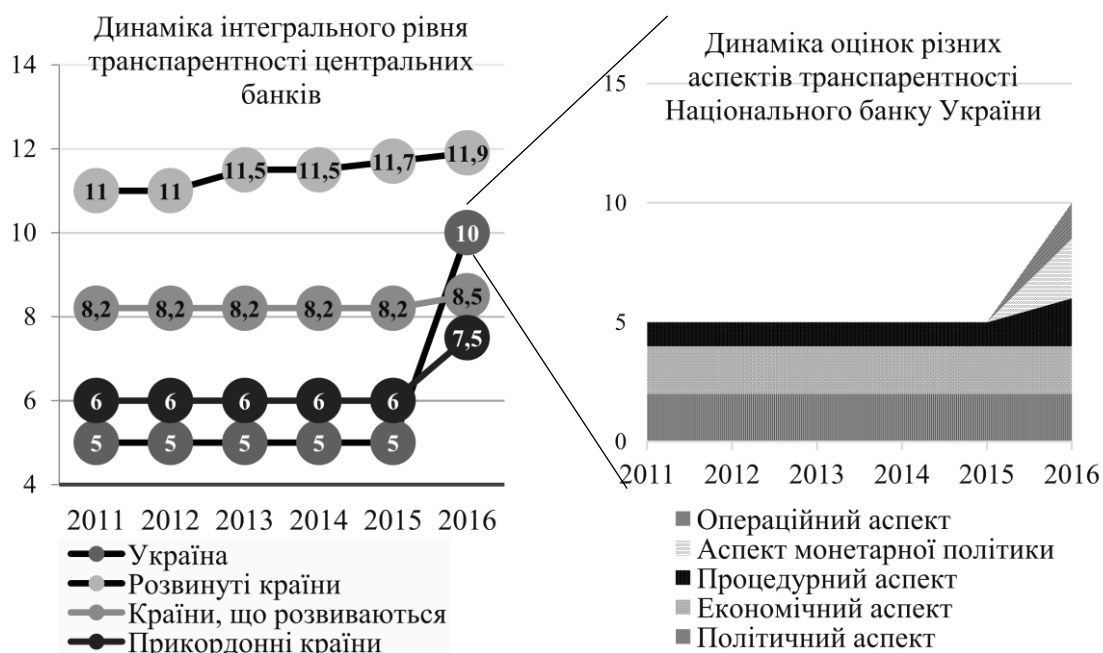 Динаміка інтегрального рівня
транспарентності центральних
банків
14
12
10
8
6
4
11 11 11,5 11,5 11,7 11,9
10
8,2 8,2 8,2 8,2 8,2 8,5
7,5
6 6 6 6 6
5 5 5 5 5
2011 2012 2013 2014 2015 2016
Україна
Розвинуті країни
Країни, що розвиваються
Прикордонні країни
Динаміка оцінок різних
аспектів транспарентності
Національного банку України
15
10
5
0
2011 2012 2013 2014 2015 2016
Операційний аспект
Аспект монетарної політики
Процедурний аспект
Економічний аспект
Політичний аспект